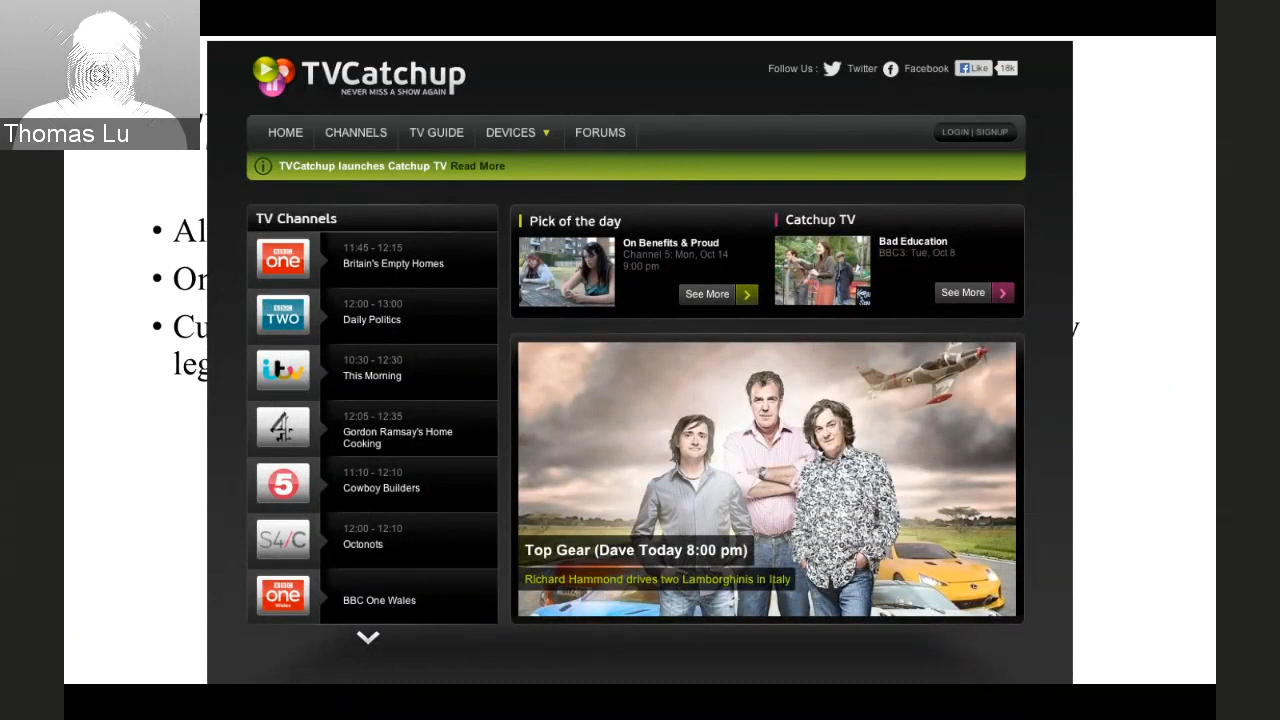 Thomas Lu
TVCatchup
NEVER MISS A SHOW AGAIN
Follow Us : Twitter Facebook Like 18k
HOME CHANNELS TV GUIDE DEVICES FORUMS
LOGIN | SIGNUP
TVCatchup launches Catchup TV Read More
TV Channels
BBC one
11:45 - 12:15
Britain's Empty Homes
BBC TWO
12:00 - 13:00
Daily Politics
itv
10:30 - 12:30
This Morning
4
12:05 - 12:35
Gordon Ramsay's Home
Cooking
5
11:10 - 12:10
Cowboy Builders
S4/C
12:00 - 12:10
Octonots
BBC one Wales
BBC One Wales
Pick of the day
On Benefits & Proud
Channel 5: Mon, Oct 14
9:00 pm
See More
Catchup TV
Bad Education
BBC3: Tue, Oct 8
See More
Top Gear (Dave Today 8:00 pm)
Richard Hammond drives two Lamborghinis in Italy
• Al
• On
• Cu
leg